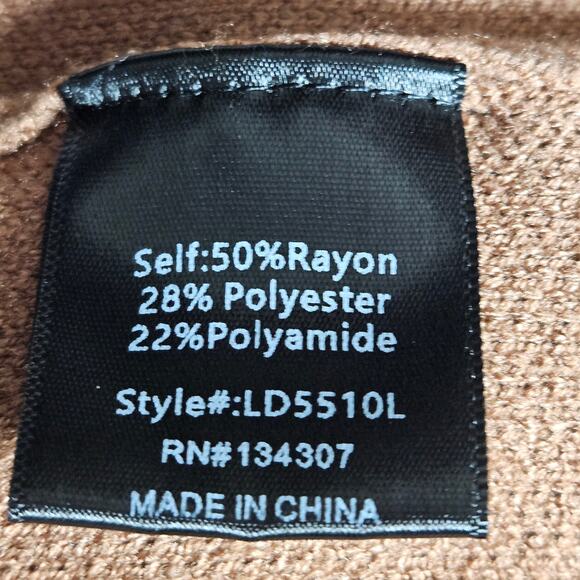 Self:50%Rayon
28% Polyester
22%Polyamide
Style#:LD5510L
RN#134307
MADE IN CHINA